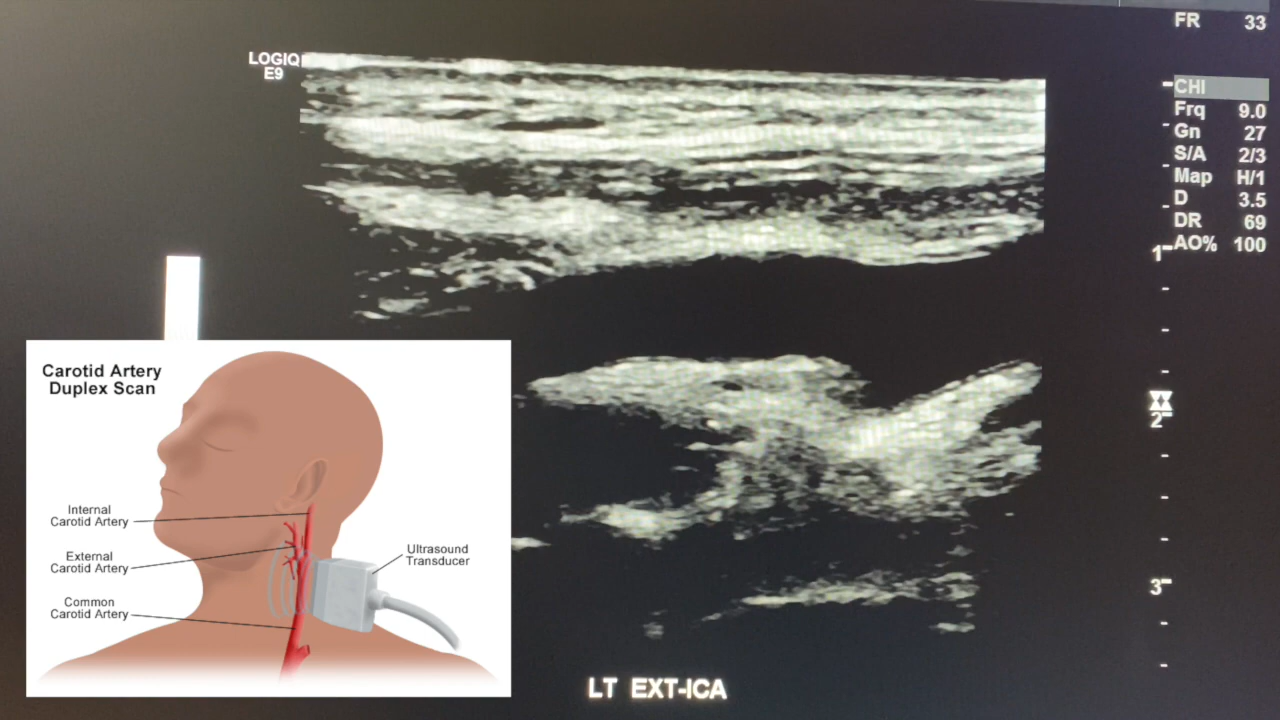 FR 33
LOGIQ
E9
CHI
Frq 9.0
Gn 27
S/A 2/3
Map H/1
D 3.5
DR 69
AO% 100
1
2
3
Carotid Artery
Duplex Scan
Internal
Carotid Artery
External
Carotid Artery
Common
Carotid Artery
Ultrasound
Transducer
LT EXT-ICA